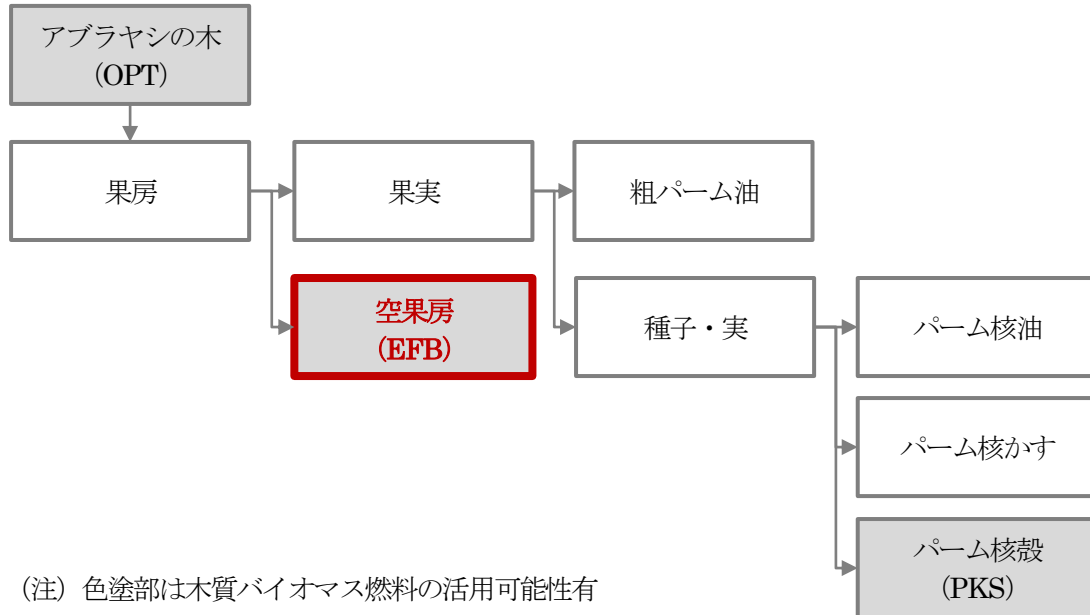 アブラヤシの木
(OPT)
果房
果実
粗パーム油
空果房
(EFB)
種子・実
パーム核油
パーム核かす
パーム核殻
(PKS)
（注）色塗部は木質バイオマス燃料の活用可能性有